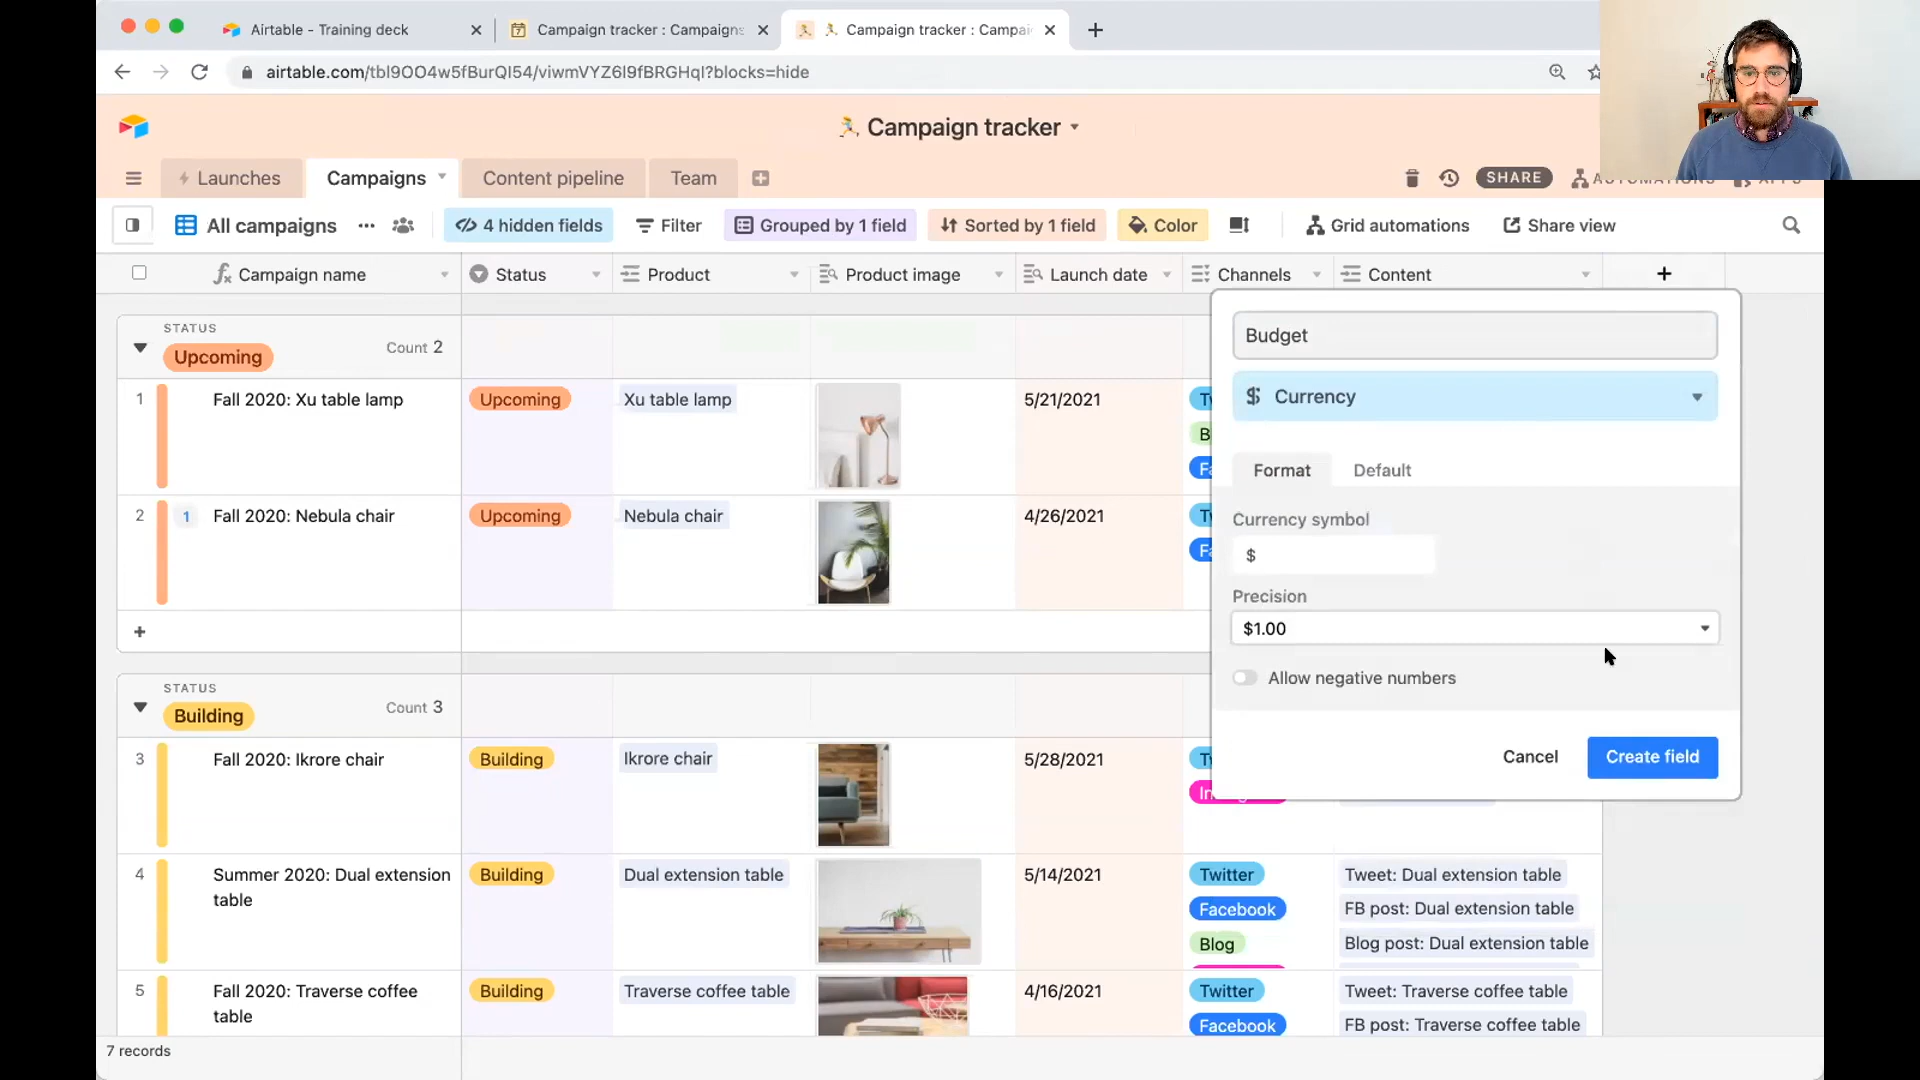 Airtable - Training deck
Campaign tracker : Campaigns
Campaign tracker : Campai
airtable.com/tbl9OO4w5fBurQI54/viwmVYZ6l9fBRGHqI?blocks=hide
Campaign tracker
Launches
Campaigns
Content pipeline
Team
SHARE
AUTOMATIONS
APPS
All campaigns
4 hidden fields
Filter
Grouped by 1 field
Sorted by 1 field
Color
Grid automations
Share view
Campaign name
Status
Product
Product image
Launch date
Channels
Content
STATUS
Upcoming
Count 2
1
Fall 2020: Xu table lamp
Upcoming
Xu table lamp
5/21/2021
2
1
Fall 2020: Nebula chair
Upcoming
Nebula chair
4/26/2021
Budget
Currency
Format
Default
Currency symbol
$
Precision
$1.00
Allow negative numbers
Cancel
Create field
STATUS
Building
Count 3
3
Fall 2020: Ikrore chair
Building
Ikrore chair
5/28/2021
4
Summer 2020: Dual extension
table
Building
Dual extension table
5/14/2021
Twitter
Facebook
Blog
Tweet: Dual extension table
FB post: Dual extension table
Blog post: Dual extension table
5
Fall 2020: Traverse coffee
table
Building
Traverse coffee table
4/16/2021
Twitter
Facebook
Tweet: Traverse coffee table
FB post: Traverse coffee table
7 records